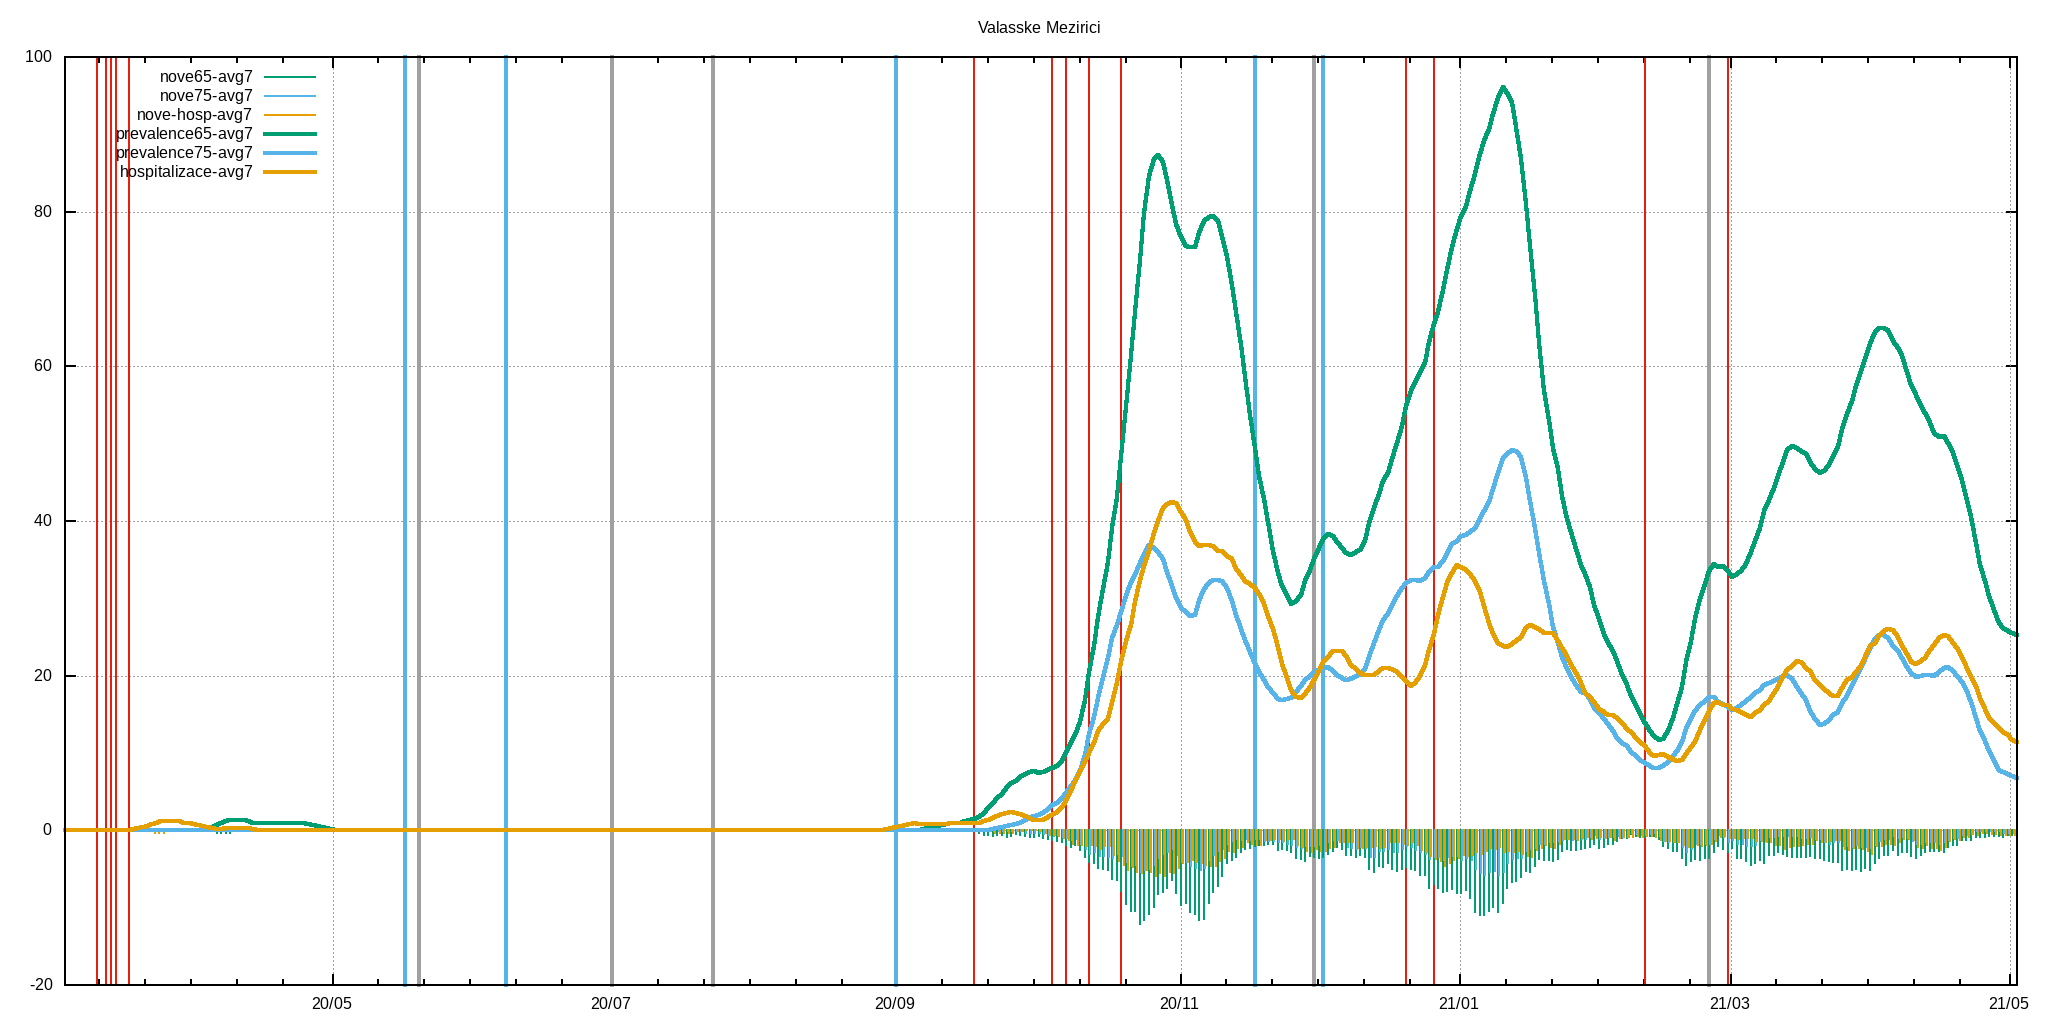 Valasske Mezirici
100
80
60
40
20
0
-20
nove65-avg7
nove75-avg7
nove-hosp-avg7
prevalence65-avg7
prevalence75-avg7
hospitalizace-avg7
20/05 20/07 20/09 20/11 21/01 21/03 21/05